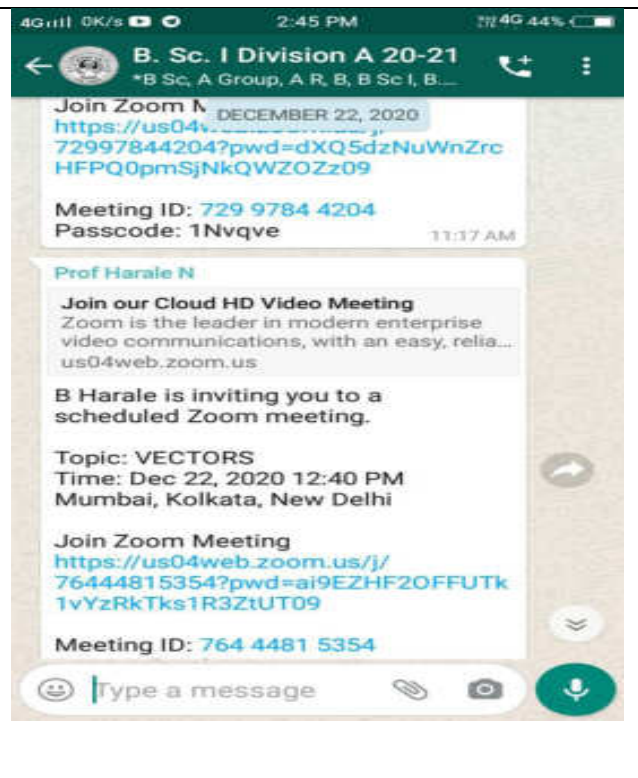 4G 0K/s 2:45 PM 4G 44%
B. Sc. I Division A 20-21
*B Sc, A Group, A R, B, B Sc I, B...
Join Zoom M
DECEMBER 22, 2020
https://us04
72997844204?pwd=dXQ5dzNuWnZrc
HFPQ0pmSjNkQWZOZz09
Meeting ID: 729 9784 4204
Passcode: 1Nvqve
11:17 AM
Prof Harale N
Join our Cloud HD Video Meeting
Zoom is the leader in modern enterprise
video communications, with an easy, relia...
us04web.zoom.us
B Harale is inviting you to a
scheduled Zoom meeting.
Topic: VECTORS
Time: Dec 22, 2020 12:40 PM
Mumbai, Kolkata, New Delhi
Join Zoom Meeting
https://us04web.zoom.us/j/
76444815354?pwd=ai9EZHF2OFFUTk
1vYzRkTks1R3ZtUT09
Meeting ID: 764 4481 5354
Type a message